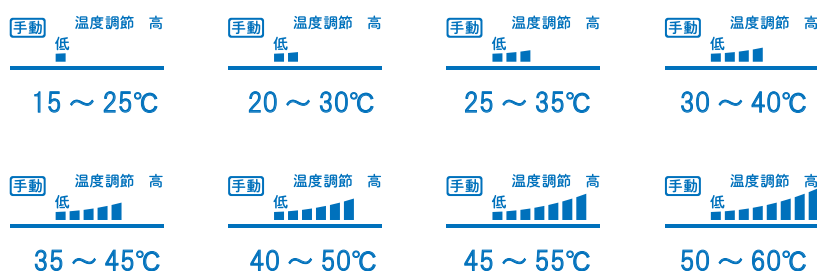 手動 温度調節 高
低
15 ～ 25℃
手動 温度調節 高
低
20 ～ 30℃
手動 温度調節 高
低
25 ～ 35℃
手動 温度調節 高
低
30 ～ 40℃
手動 温度調節 高
低
35 ～ 45℃
手動 温度調節 高
低
40 ～ 50℃
手動 温度調節 高
低
45 ～ 55℃
手動 温度調節 高
低
50 ～ 60℃